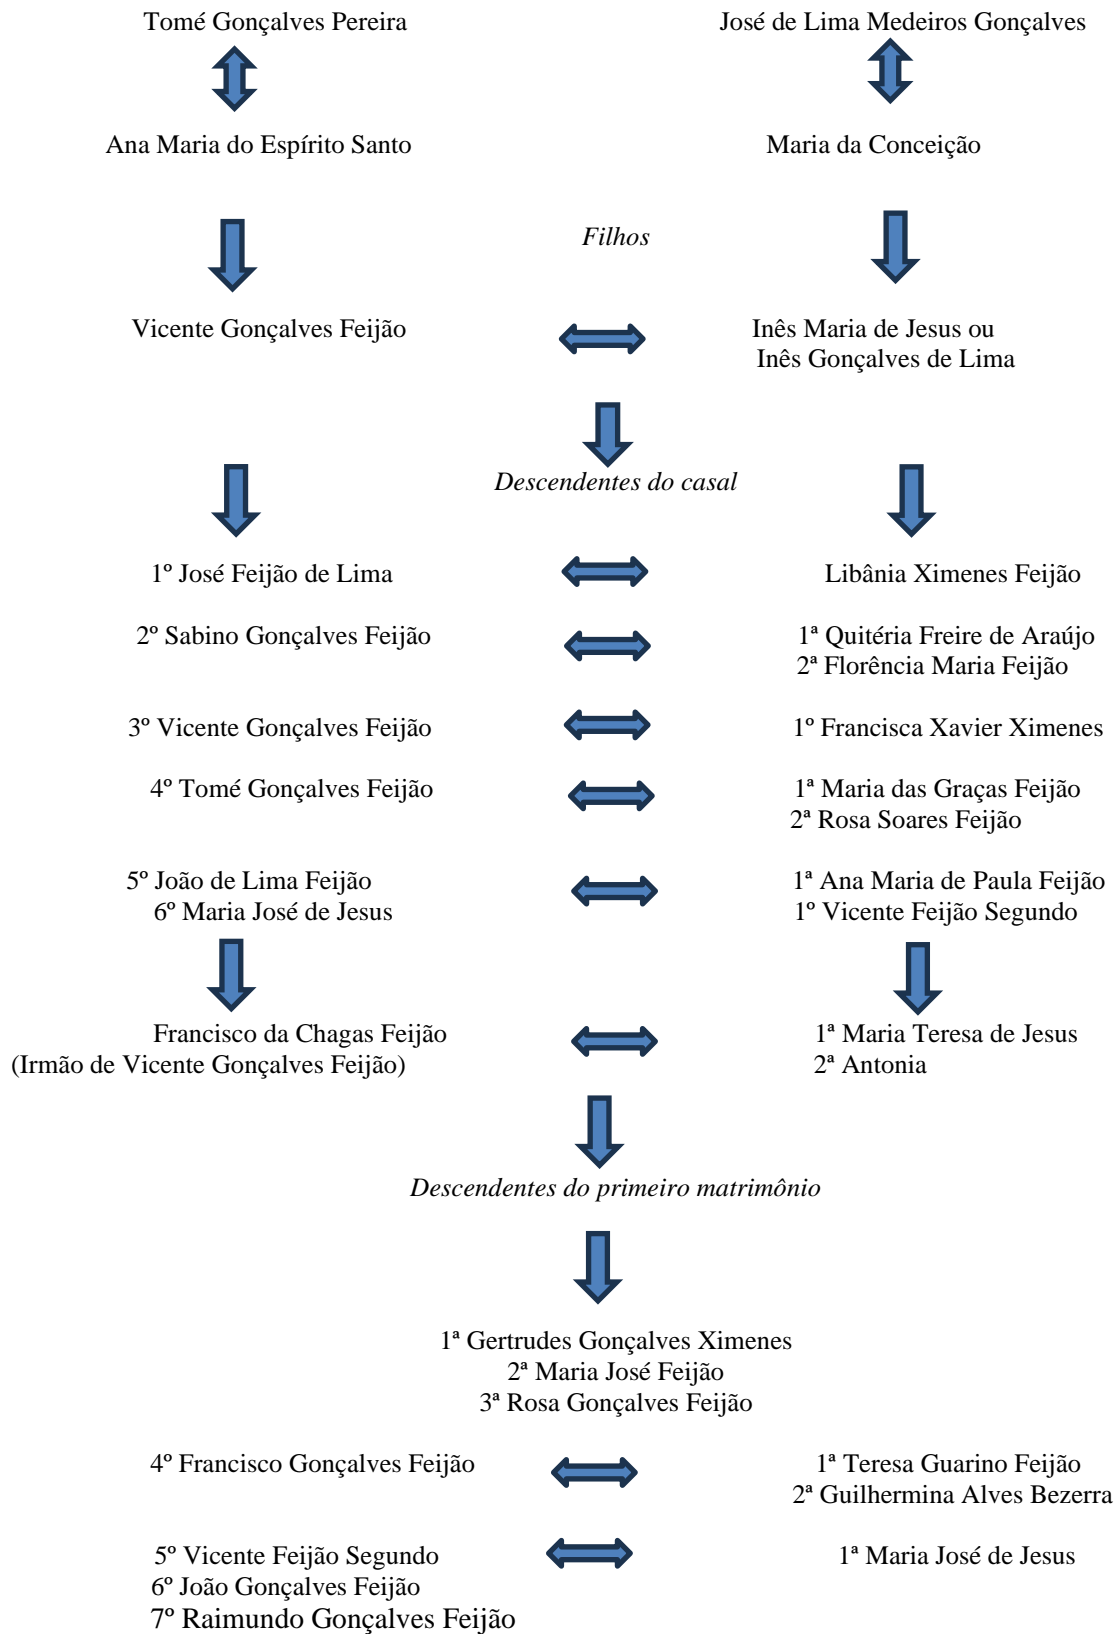 Tomé Gonçalves Pereira
José de Lima Medeiros Gonçalves
Ana Maria do Espírito Santo
Maria da Conceição
Filhos
Vicente Gonçalves Feijão
Inês Maria de Jesus ou
Inês Gonçalves de Lima
Descendentes do casal
1º José Feijão de Lima
Libânia Ximenes Feijão
2º Sabino Gonçalves Feijão
1ª Quitéria Freire de Araújo
2ª Florência Maria Feijão
3º Vicente Gonçalves Feijão
1º Francisca Xavier Ximenes
4º Tomé Gonçalves Feijão
1ª Maria das Graças Feijão
2ª Rosa Soares Feijão
5º João de Lima Feijão
1ª Ana Maria de Paula Feijão
6º Maria José de Jesus
1º Vicente Feijão Segundo
Francisco da Chagas Feijão
1ª Maria Teresa de Jesus
(Irmão de Vicente Gonçalves Feijão)
2ª Antonia
Descendentes do primeiro matrimônio
1ª Gertrudes Gonçalves Ximenes
2ª Maria José Feijão
3ª Rosa Gonçalves Feijão
4º Francisco Gonçalves Feijão
1ª Teresa Guarino Feijão
2ª Guilhermina Alves Bezerra
5º Vicente Feijão Segundo
1ª Maria José de Jesus
6º João Gonçalves Feijão
7º Raimundo Gonçalves Feijão